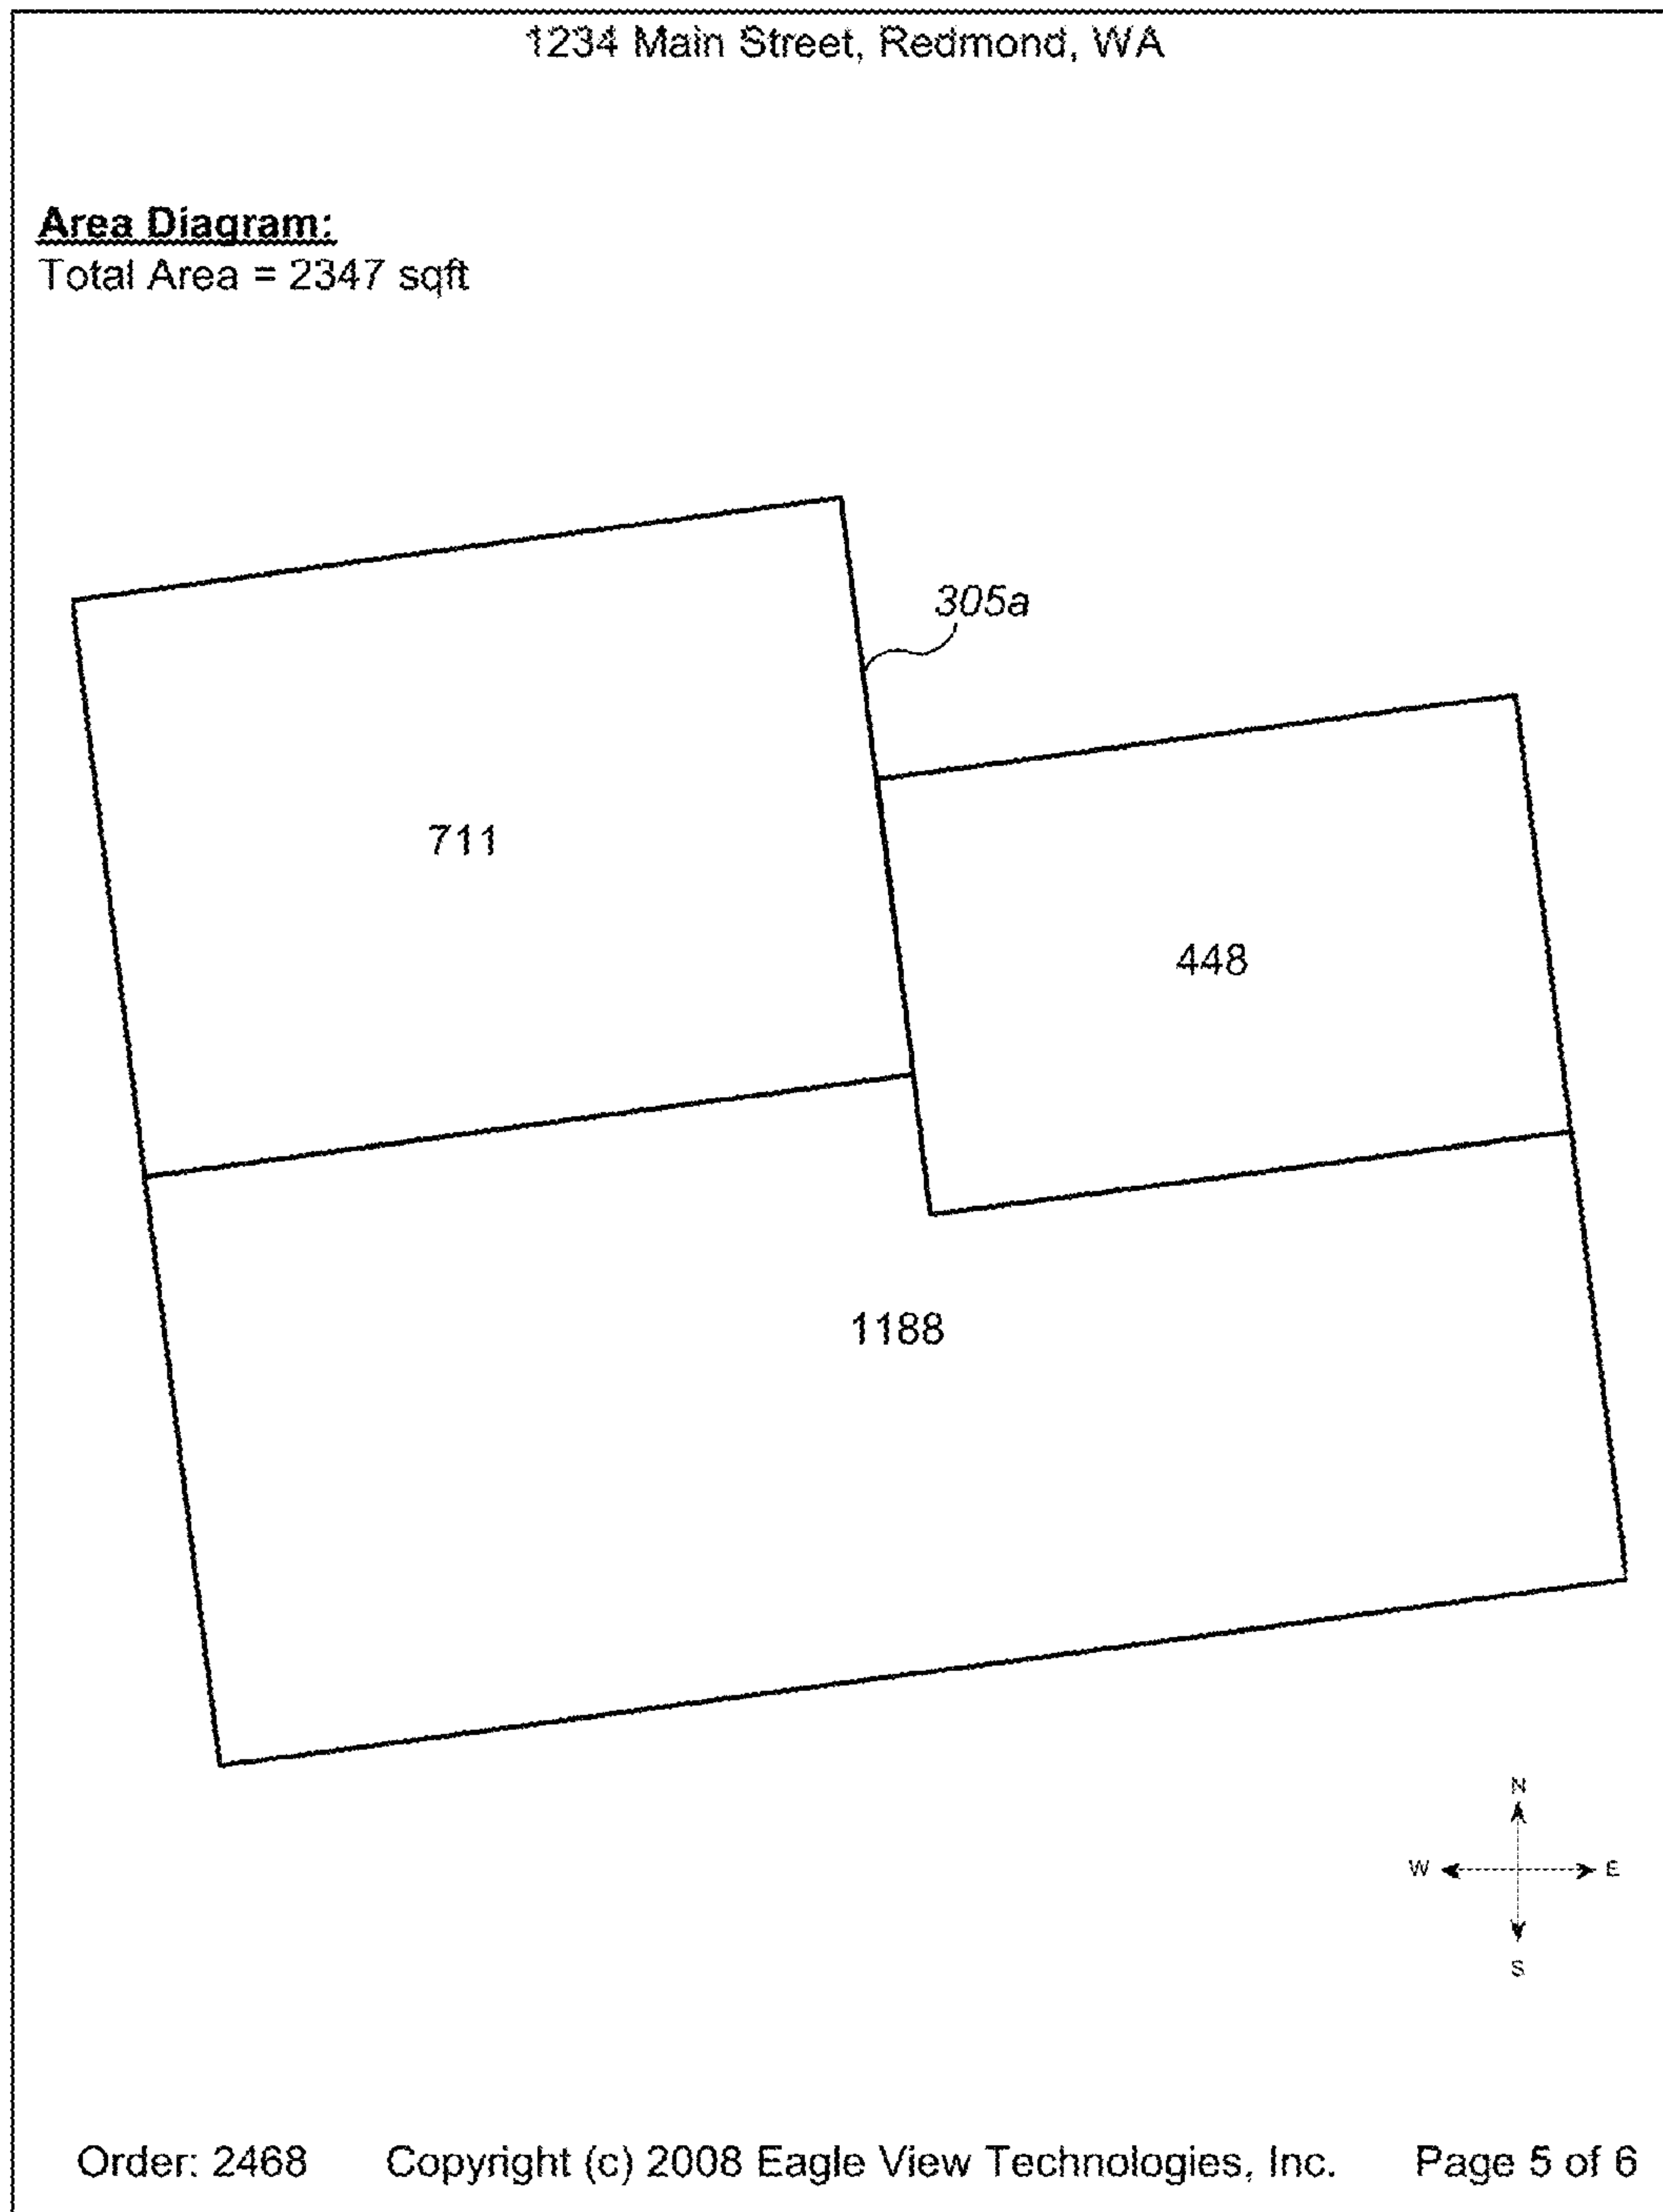 1234 Main Street, Redmond, WA
Area Diagram:
Total Area = 2347 sqft
305a
711
448
1188
N
W E
S
Order: 2468 Copyright (c) 2008 Eagle View Technologies, Inc. Page 5 of 6